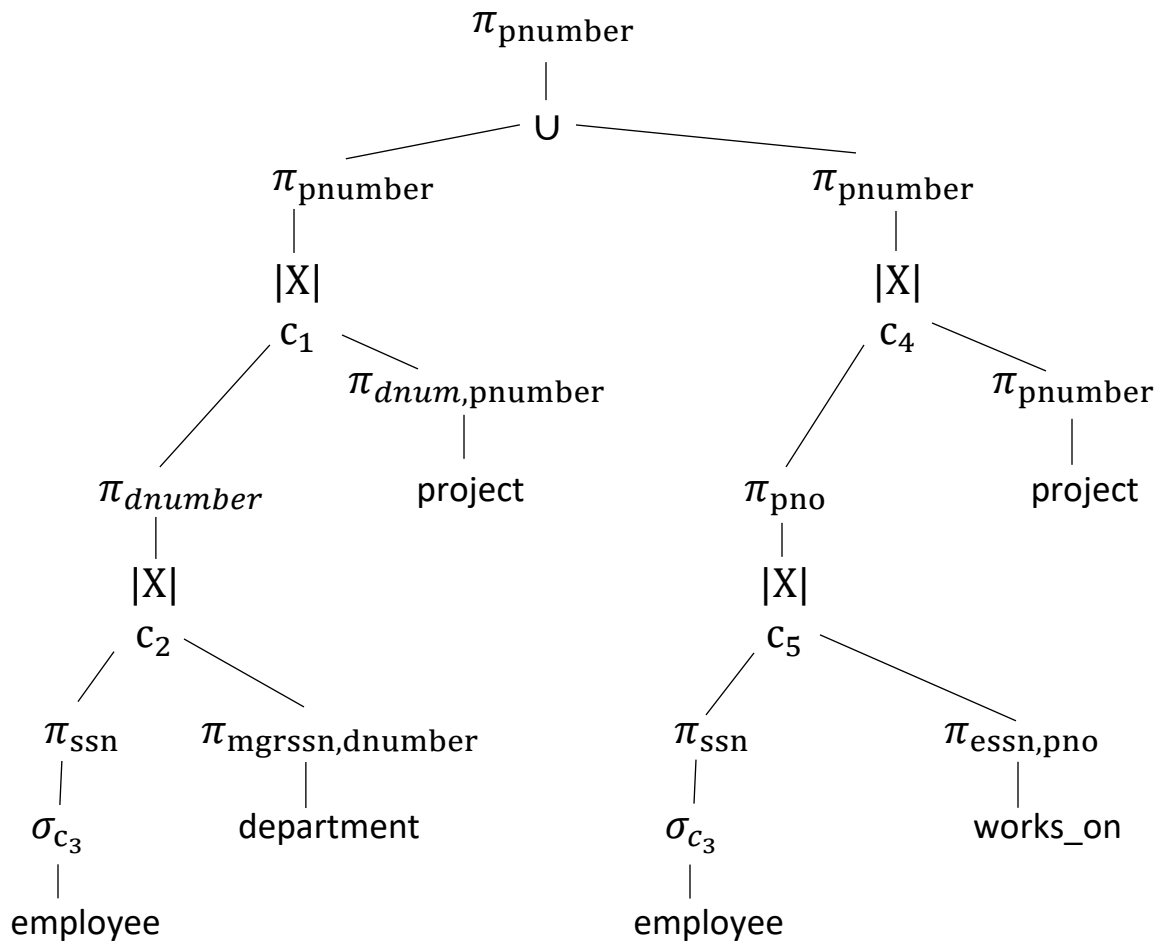 π pnumber
∪
π pnumber π pnumber
|X| |X|
c1 c4
π dnum,pnumber π pnumber
π dnumber project π pno project
|X| |X|
c2 c5
π ssn π mgrssn,dnumber π ssn π essn,pno
σ c3 department σ c3 works_on
employee employee